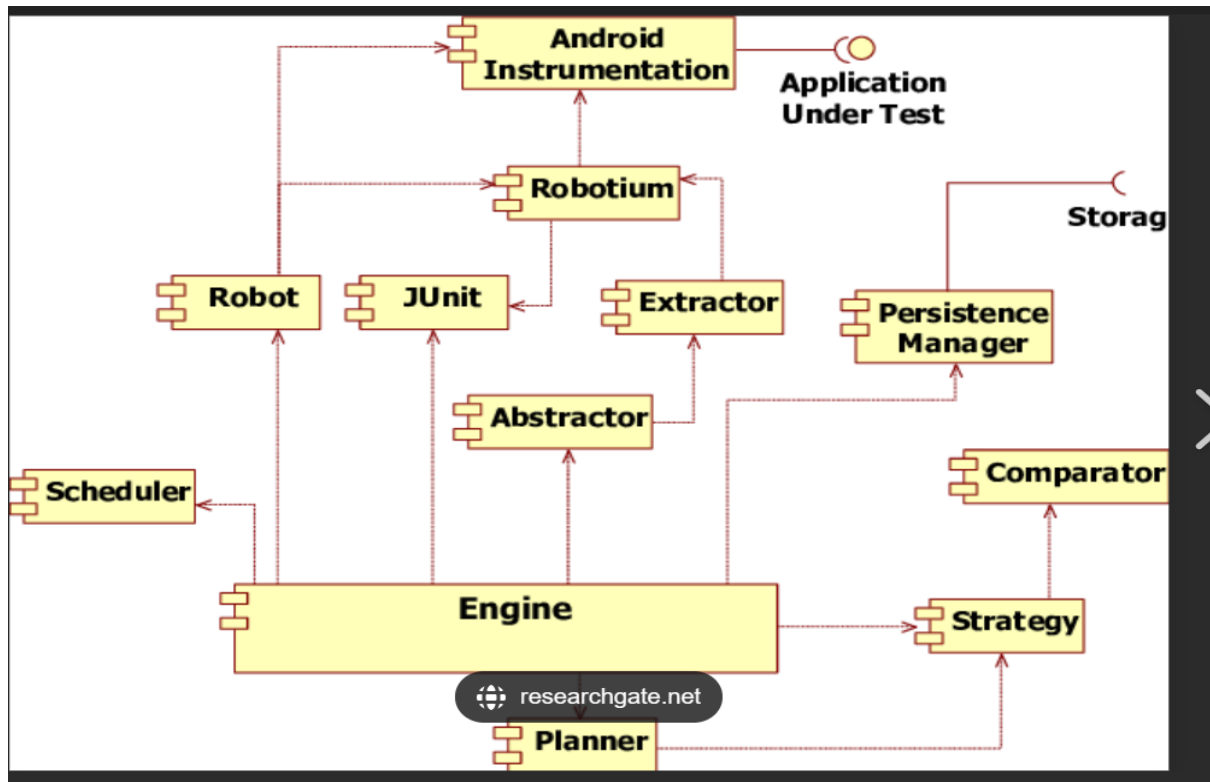 Android
Instrumentation
Application
Under Test
Robotium
Storag
Robot
JUnit
Extractor
Persistence
Manager
Abstractor
Scheduler
Comparator
Engine
Strategy
researchgate.net
Planner